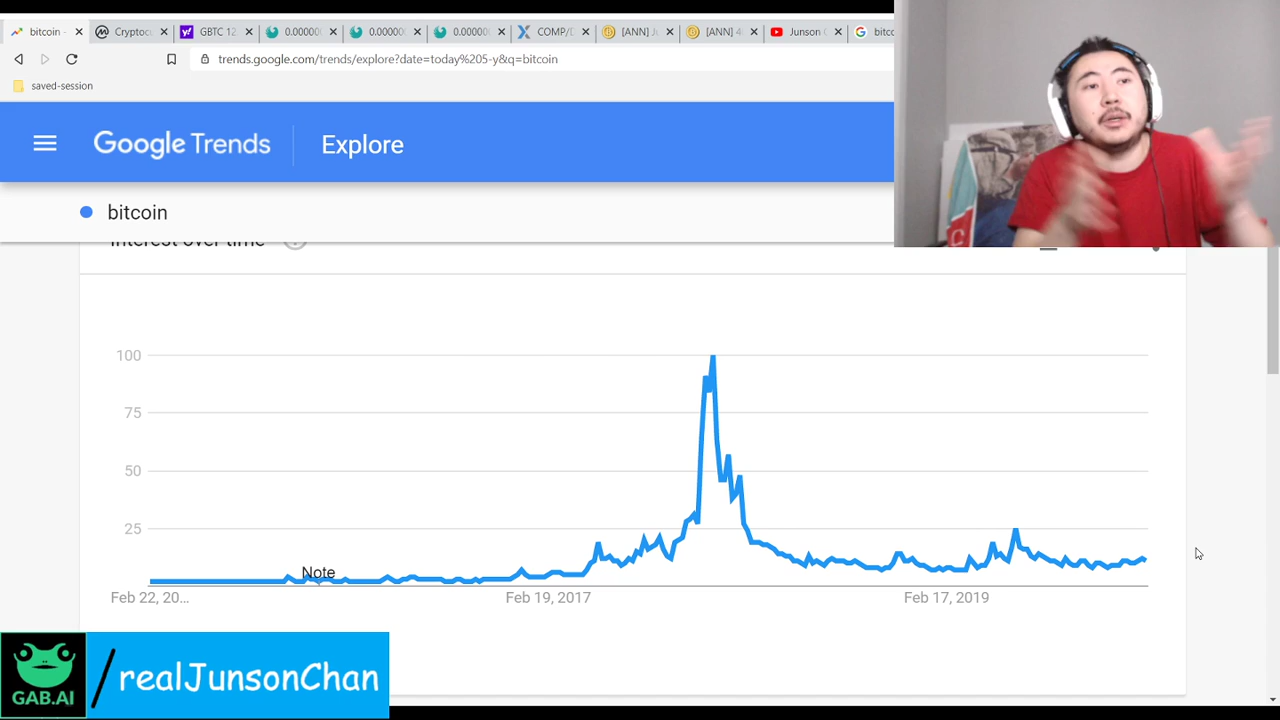 bitcoin -
Cryptoc
GBTC 12
0.00000
0.00000
0.00000
COMP/D
[ANN] J
[ANN] 4
Junson C
bitc
trends.google.com/trends/explore?date=today%205-y&q=bitcoin
saved-session
Google Trends
Explore
bitcoin
Interest over time
100
75
50
25
Note
Feb 22, 20...
Feb 19, 2017
Feb 17, 2019
GAB.AI
/realJunsonChan